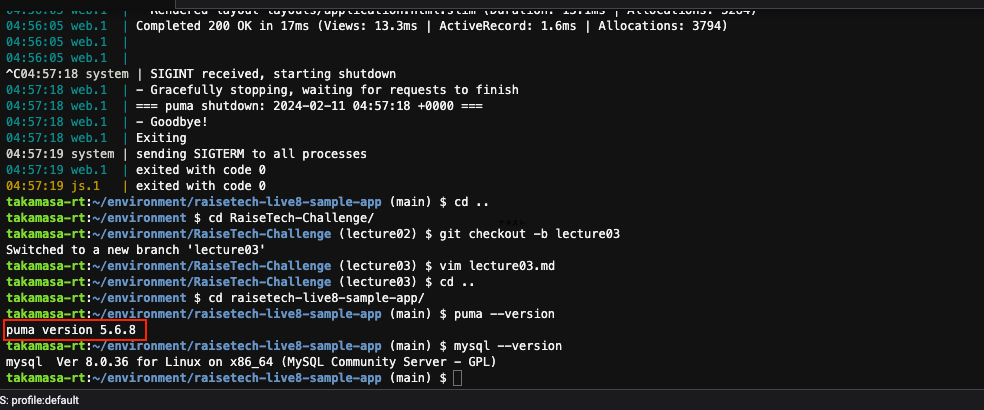 04:56:05 web.1  |   Rendered layout layouts/application.html.slim (Duration: 13.1ms | Allocations: 3264)
04:56:05 web.1  | Completed 200 OK in 17ms (Views: 13.3ms | ActiveRecord: 1.6ms | Allocations: 3794)
04:56:05 web.1  |
04:56:05 web.1  |
^C04:57:18 system | SIGINT received, starting shutdown
04:57:18 web.1  | - Gracefully stopping, waiting for requests to finish
04:57:18 web.1  | === puma shutdown: 2024-02-11 04:57:18 +0000 ===
04:57:18 web.1  | - Goodbye!
04:57:18 web.1  | Exiting
04:57:19 system | sending SIGTERM to all processes
04:57:19 web.1  | exited with code 0
04:57:19 js.1   | exited with code 0
takamasa-rt:~/environment/raisetech-live8-sample-app (main) $ cd ..
takamasa-rt:~/environment $ cd RaiseTech-Challenge/
takamasa-rt:~/environment/RaiseTech-Challenge (lecture02) $ git checkout -b lecture03
Switched to a new branch 'lecture03'
takamasa-rt:~/environment/RaiseTech-Challenge (lecture03) $ vim lecture03.md
takamasa-rt:~/environment/RaiseTech-Challenge (lecture03) $ cd ..
takamasa-rt:~/environment $ cd raisetech-live8-sample-app/
takamasa-rt:~/environment/raisetech-live8-sample-app (main) $ puma --version
puma version 5.6.8
takamasa-rt:~/environment/raisetech-live8-sample-app (main) $ mysql --version
mysql  Ver 8.0.36 for Linux on x86_64 (MySQL Community Server - GPL)
takamasa-rt:~/environment/raisetech-live8-sample-app (main) $
S: profile:default